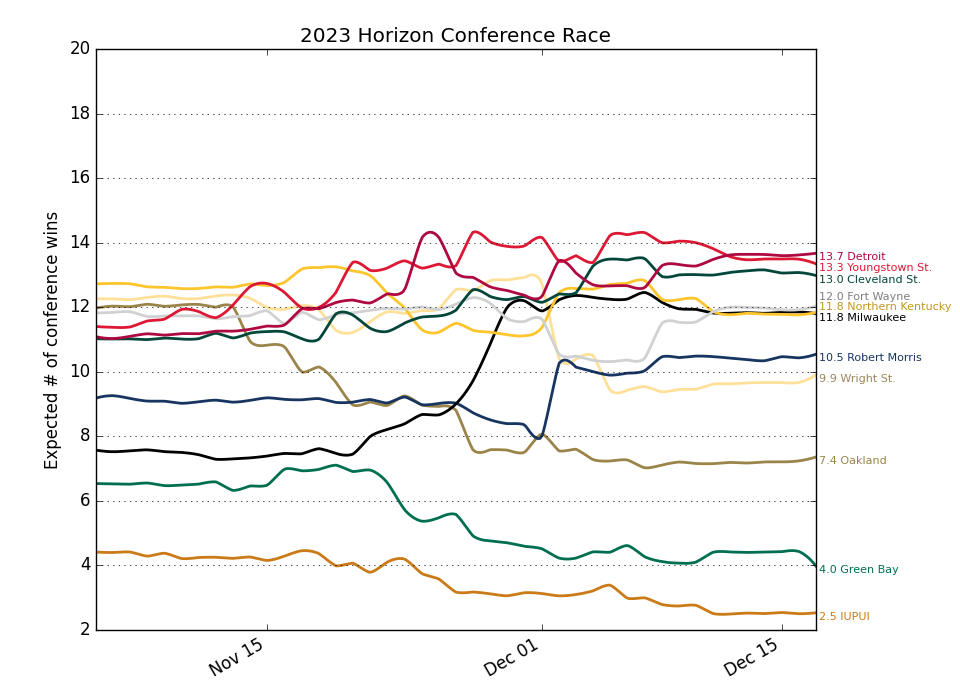 2023 Horizon Conference Race
Expected # of conference wins
20
18
16
14
12
10
8
6
4
2
Nov 15
Dec 01
Dec 15
13.7 Detroit
13.3 Youngstown St.
13.0 Cleveland St.
12.0 Fort Wayne
11.8 Northern Kentucky
11.8 Milwaukee
10.5 Robert Morris
9.9 Wright St.
7.4 Oakland
4.0 Green Bay
2.5 IUPUI